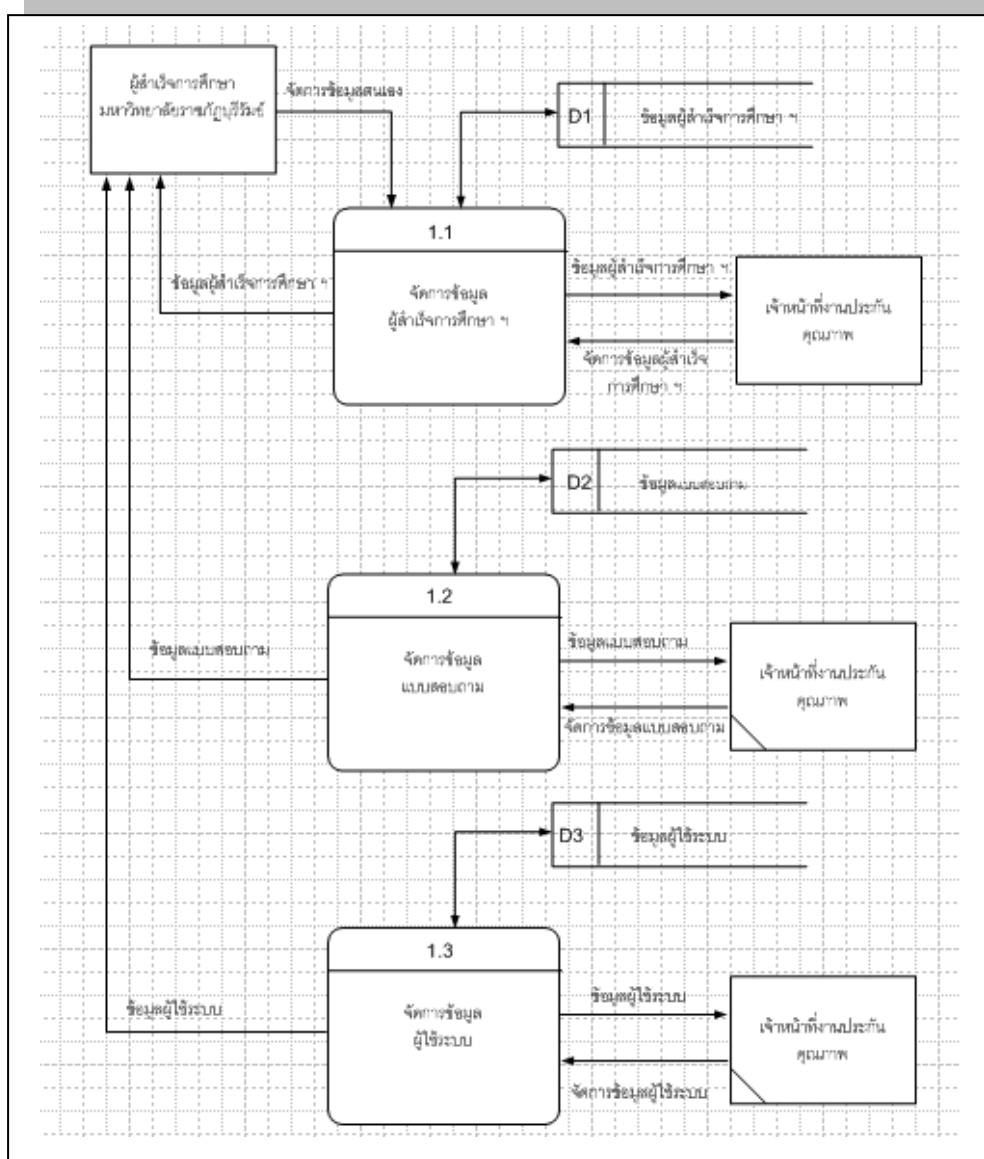 ผู้สำเร็จการศึกษา
มหาวิทยาลัยราชภัฏบุรีรัมย์
จัดการข้อมูลตนเอง
D1
ข้อมูลผู้สำเร็จการศึกษา ฯ
1.1
จัดการข้อมูล
ผู้สำเร็จการศึกษา ฯ
ข้อมูลผู้สำเร็จการศึกษา ฯ
ข้อมูลผู้สำเร็จการศึกษา ฯ
เจ้าหน้าที่งานประกัน
คุณภาพ
จัดการข้อมูลผู้สำเร็จ
การศึกษา ฯ
D2
ข้อมูลแบบสอบถาม
1.2
จัดการข้อมูล
แบบสอบถาม
ข้อมูลแบบสอบถาม
ข้อมูลแบบสอบถาม
เจ้าหน้าที่งานประกัน
คุณภาพ
จัดการข้อมูลแบบสอบถาม
D3
ข้อมูลผู้ใช้ระบบ
1.3
จัดการข้อมูล
ผู้ใช้ระบบ
ข้อมูลผู้ใช้ระบบ
ข้อมูลผู้ใช้ระบบ
เจ้าหน้าที่งานประกัน
คุณภาพ
จัดการข้อมูลผู้ใช้ระบบ